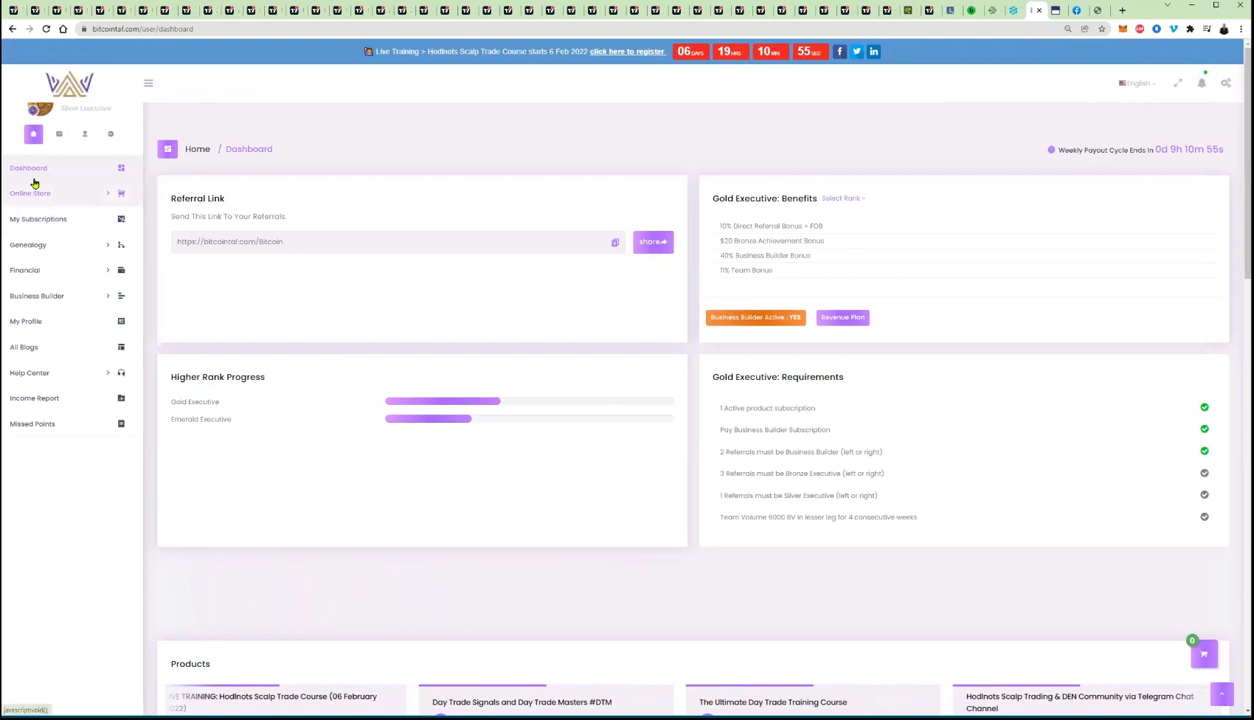 bitcointaf.com/user/dashboard
Live Training > Hodlnots Scalp Trade Course starts 6 Feb 2022 click here to register.
06 DAYS 19 HRS 10 MIN 55 SEC
Silver Executive
English
Home / Dashboard
Weekly Payout Cycle Ends In 0d 9h 10m 55s
Dashboard
Online Store
My Subscriptions
Genealogy
Financial
Business Builder
My Profile
All Blogs
Help Center
Income Report
Missed Points
Referral Link
Send This Link To Your Referrals.
https://bitcointaf.com/Bitcoin
share
Gold Executive: Benefits Select Rank
10% Direct Referral Bonus + FOB
$20 Bronze Achievement Bonus
40% Business Builder Bonus
11% Team Bonus
Business Builder Active : YES
Revenue Plan
Higher Rank Progress
Gold Executive
Emerald Executive
Gold Executive: Requirements
1 Active product subscription
Pay Business Builder Subscription
2 Referrals must be Business Builder (left or right)
3 Referrals must be Bronze Executive (left or right)
1 Referrals must be Silver Executive (left or right)
Team Volume 6000 BV in lesser leg for 4 consecutive weeks
0
Products
IVE TRAINING: Hodlnots Scalp Trade Course (06 February
022)
Day Trade Signals and Day Trade Masters #DTM
The Ultimate Day Trade Training Course
Hodlnots Scalp Trading & DEN Community via Telegram Chat
Channel
javascript:void();